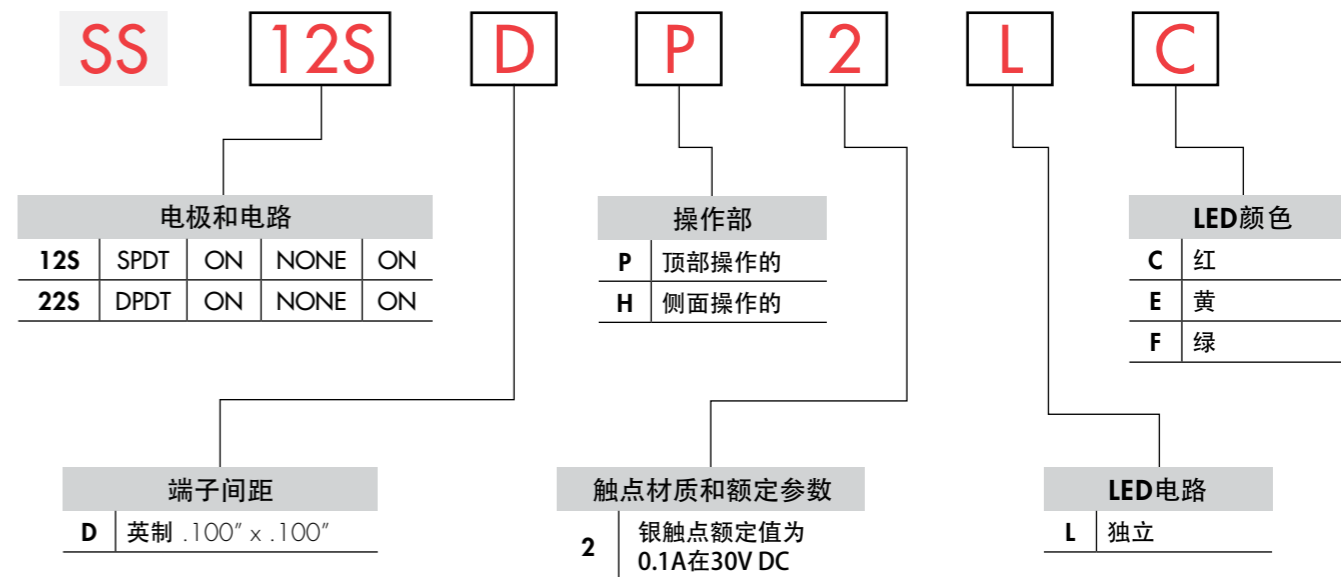 SS 12S D P 2 L C
电极和电路
12S SPDT ON NONE ON
22S DPDT ON NONE ON
操作部
P 顶部操作的
H 侧面操作的
LED颜色
C 红
E 黄
F 绿
端子间距
D 英制 .100" x .100"
触点材质和额定参数
2 银触点额定值为
0.1A在30V DC
LED电路
L 独立